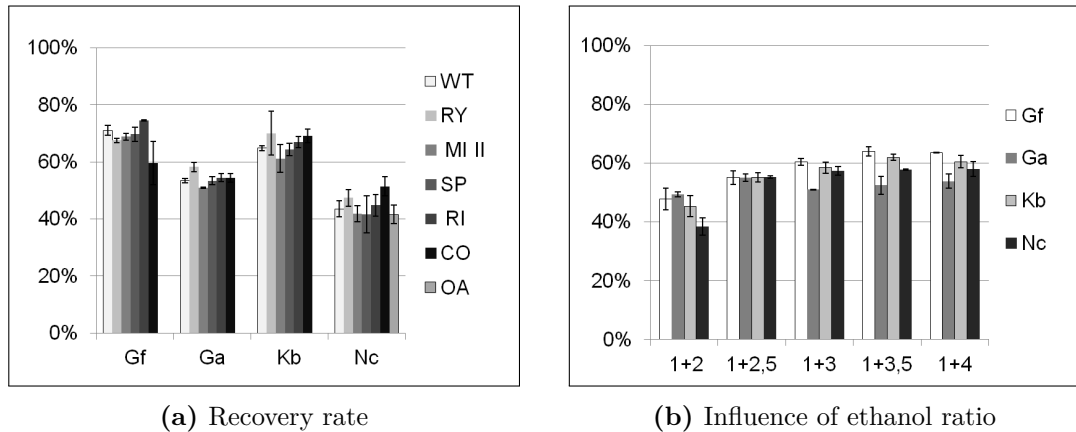 100%
80%
60%
40%
20%
0%
Gf Ga Kb Nc
WT
RY
MI II
SP
RI
CO
OA
(a) Recovery rate
100%
80%
60%
40%
20%
0%
1+2 1+2,5 1+3 1+3,5 1+4
Gf
Ga
Kb
Nc
(b) Influence of ethanol ratio